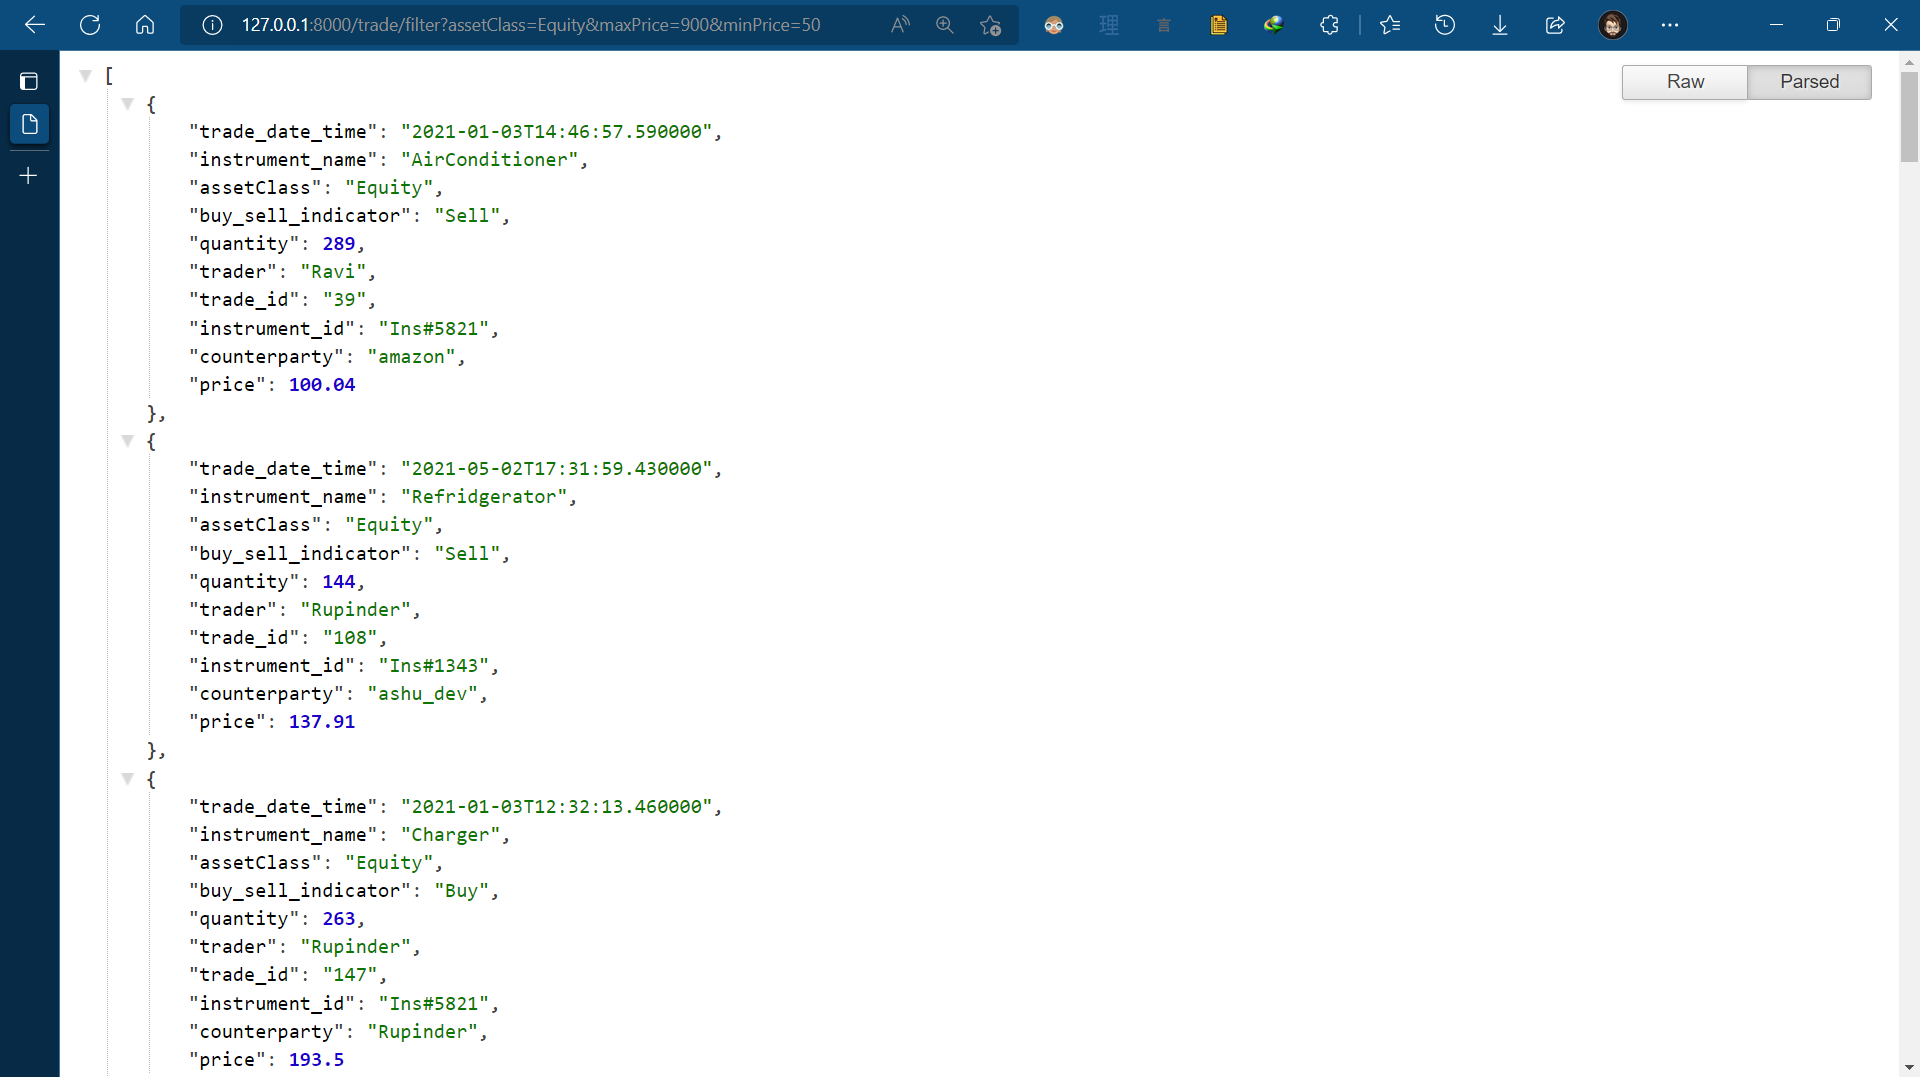 127.0.0.1:8000/trade/filter?assetClass=Equity&maxPrice=900&minPrice=50
Raw Parsed
[
{
"trade_date_time": "2021-01-03T14:46:57.590000",
"instrument_name": "AirConditioner",
"assetClass": "Equity",
"buy_sell_indicator": "Sell",
"quantity": 289,
"trader": "Ravi",
"trade_id": "39",
"instrument_id": "Ins#5821",
"counterparty": "amazon",
"price": 100.04
},
{
"trade_date_time": "2021-05-02T17:31:59.430000",
"instrument_name": "Refridgerator",
"assetClass": "Equity",
"buy_sell_indicator": "Sell",
"quantity": 144,
"trader": "Rupinder",
"trade_id": "108",
"instrument_id": "Ins#1343",
"counterparty": "ashu_dev",
"price": 137.91
},
{
"trade_date_time": "2021-01-03T12:32:13.460000",
"instrument_name": "Charger",
"assetClass": "Equity",
"buy_sell_indicator": "Buy",
"quantity": 263,
"trader": "Rupinder",
"trade_id": "147",
"instrument_id": "Ins#5821",
"counterparty": "Rupinder",
"price": 193.5